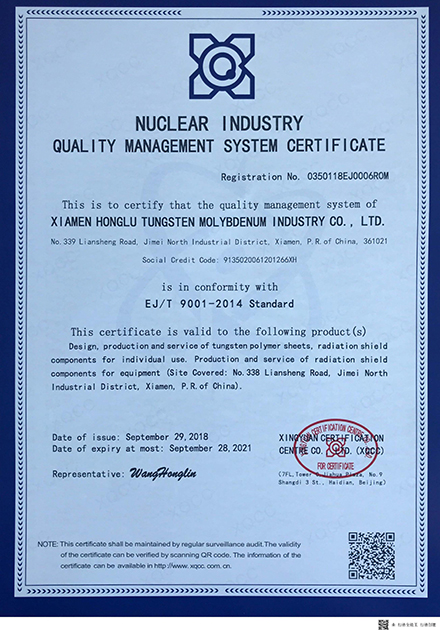 NUCLEAR INDUSTRY
QUALITY MANAGEMENT SYSTEM CERTIFICATE
Registration No. 0350118EJ0006ROM
This is to certify that the quality management system of
XIAMEN HONGLU TUNGSTEN MOLYBDENUM INDUSTRY CO., LTD.
No. 339 Liansheng Road, Jimei North Industrial District, Xiamen, P.R. of China, 361021
Social Credit Code: 9135020061201266XH
is in conformity with
EJ/T 9001-2014 Standard
This certificate is valid to the following product(s)
Design, production and service of tungsten polymer sheets, radiation shield
components for individual use. Production and service of radiation shield
components for equipment (Site Covered: No.338 Liansheng Road, Jimei North
Industrial District, Xiamen, P.R. of China).
Date of issue: September 29, 2018
Date of expiry at most: September 28, 2021
Representative: WangHonglin
XINGYUAN CERTIFICATION
CENTRE CO., LTD. (XQCC)
FOR CERTIFICATE
(7FL, Tower Plaza, No.9
Shangdi 3 St., Haidian, Beijing)
NOTE: This certificate shall be maintained by regular surveillance audit. The validity
of the certificate can be verified by scanning QR code. The information of the
certificate can be available in http://www.xqcc.com.cn.